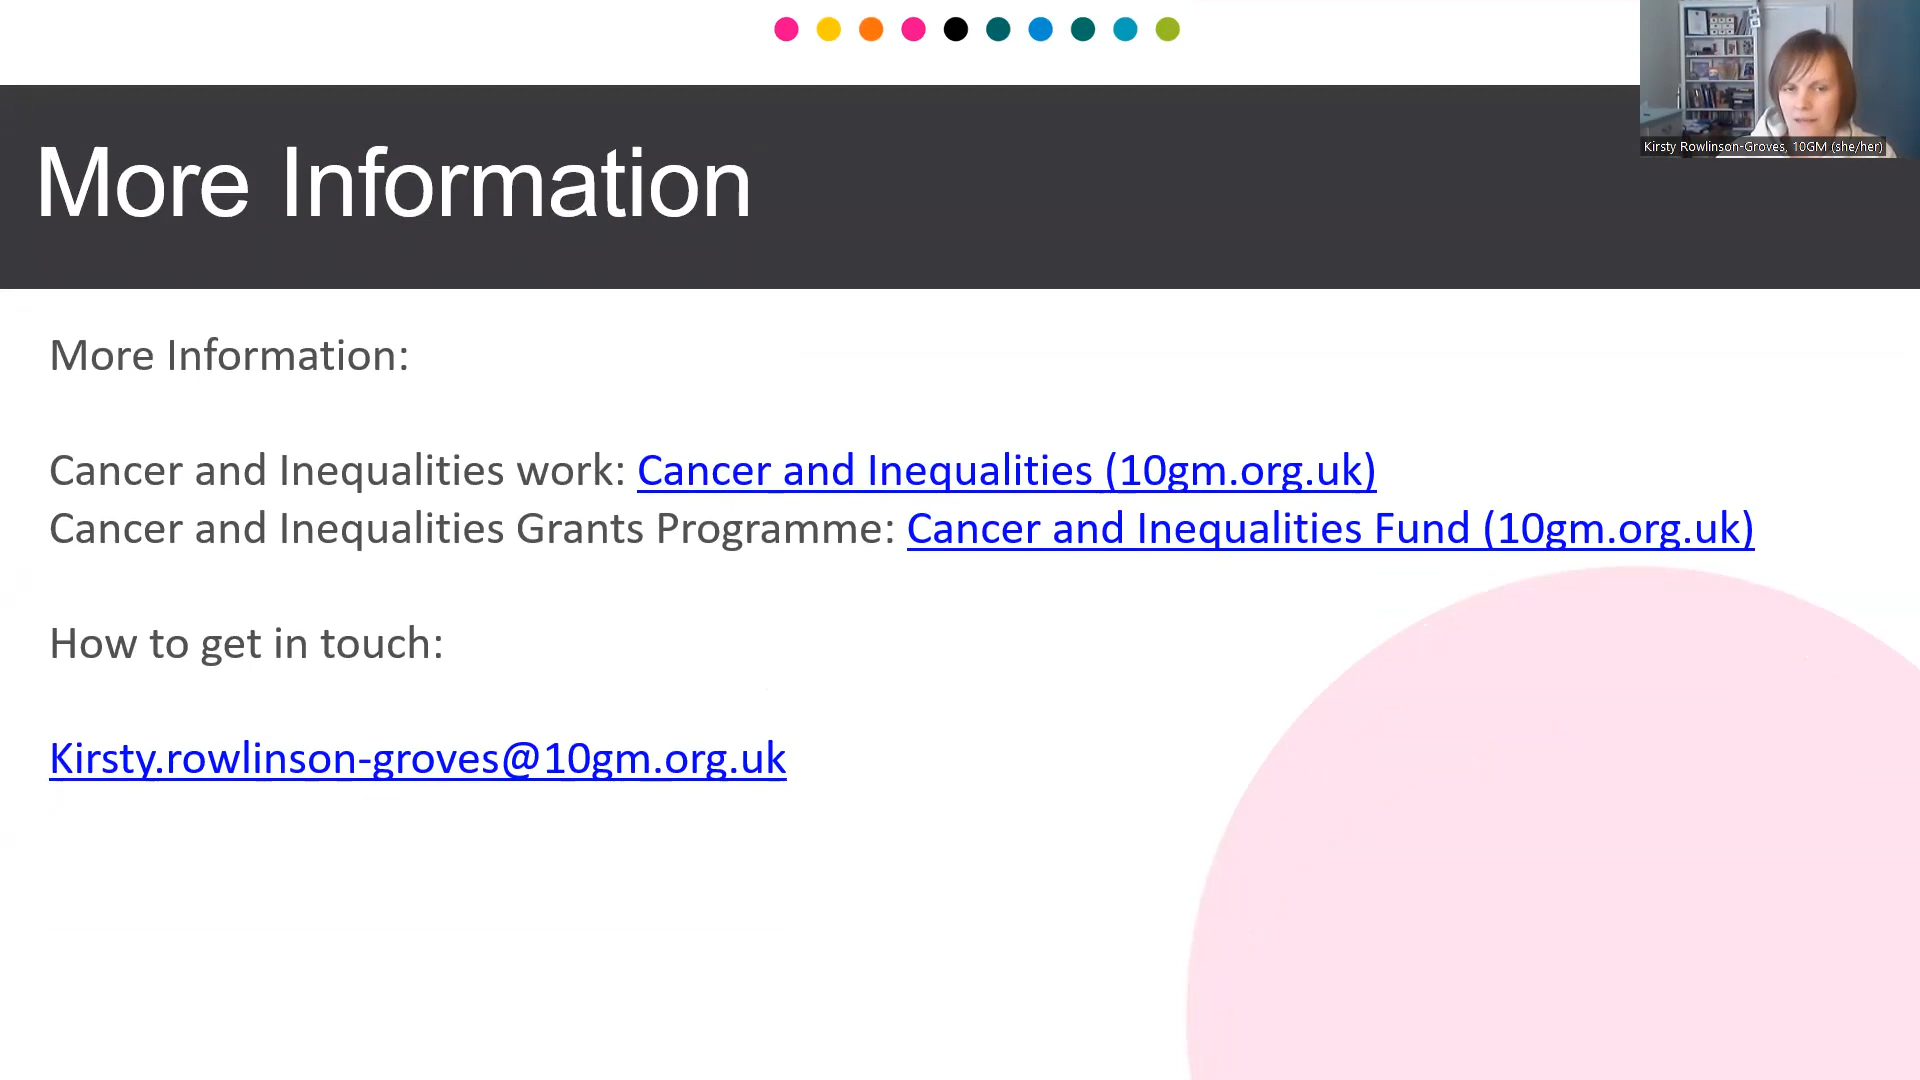 Kirsty Rowlinson-Groves, 10GM (she/her)
More Information
More Information:
Cancer and Inequalities work: Cancer and Inequalities (10gm.org.uk)
Cancer and Inequalities Grants Programme: Cancer and Inequalities Fund (10gm.org.uk)
How to get in touch:
Kirsty.rowlinson-groves@10gm.org.uk